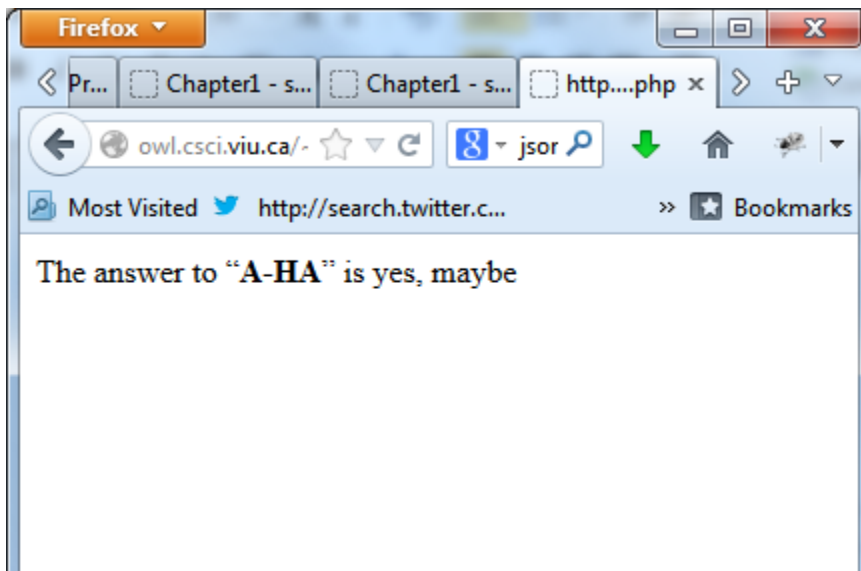 Firefox
Pr... Chapter1 - s... Chapter1 - s... http....php
owl.csci.viu.ca/~ 8 jsor
Most Visited http://search.twitter.c... » Bookmarks
The answer to “A-HA” is yes, maybe